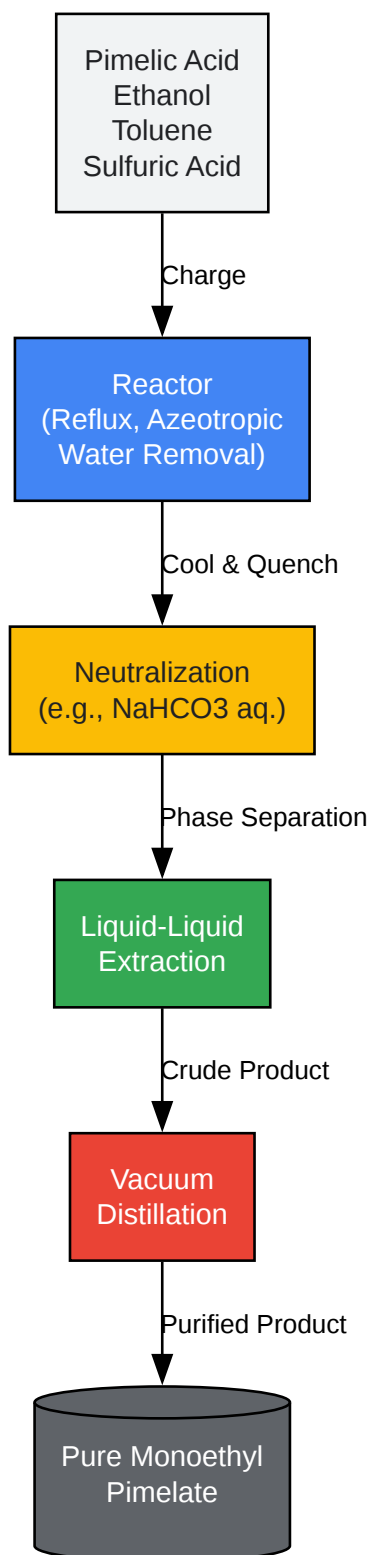 Pimelic Acid
Ethanol
Toluene
Sulfuric Acid
Charge
Reactor
(Reflux, Azeotropic
Water Removal)
Cool & Quench
Neutralization
(e.g., NaHCO3 aq.)
Phase Separation
Liquid-Liquid
Extraction
Crude Product
Vacuum
Distillation
Purified Product
Pure Monoethyl
Pimelate